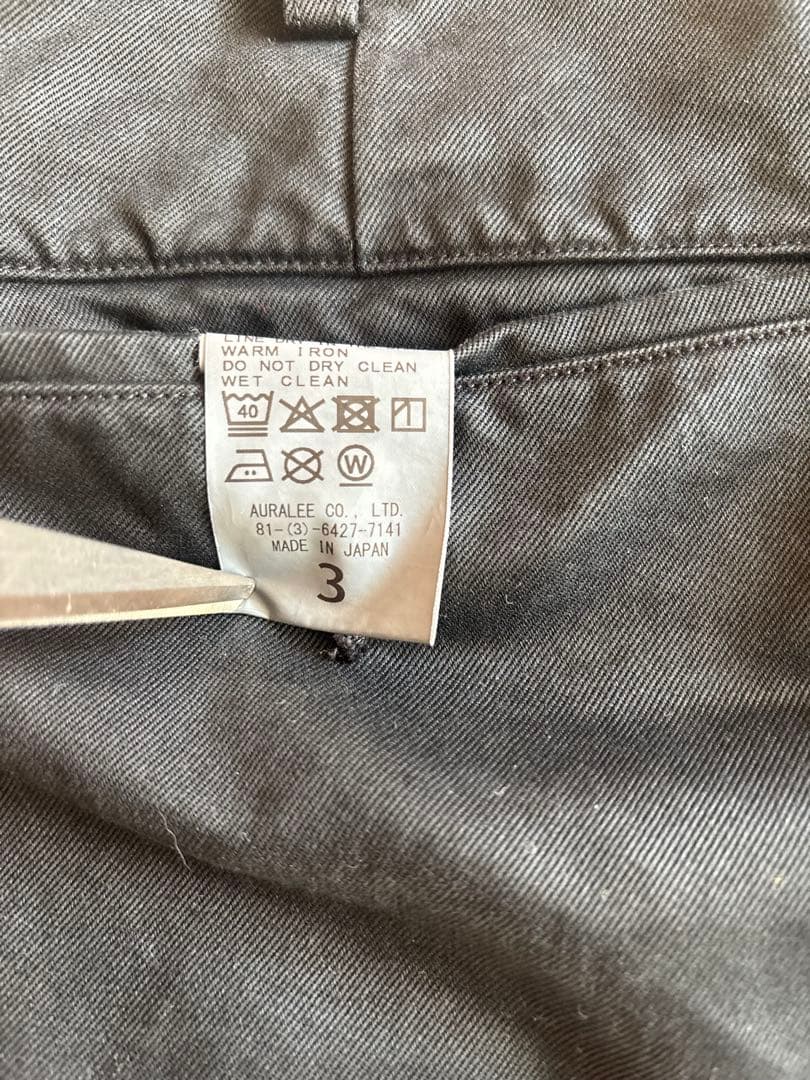 WARM IRON
DO NOT DRY CLEAN
WET CLEAN
40
W
AURALEE CO., LTD.
81-(3)-6427-7141
MADE IN JAPAN
3